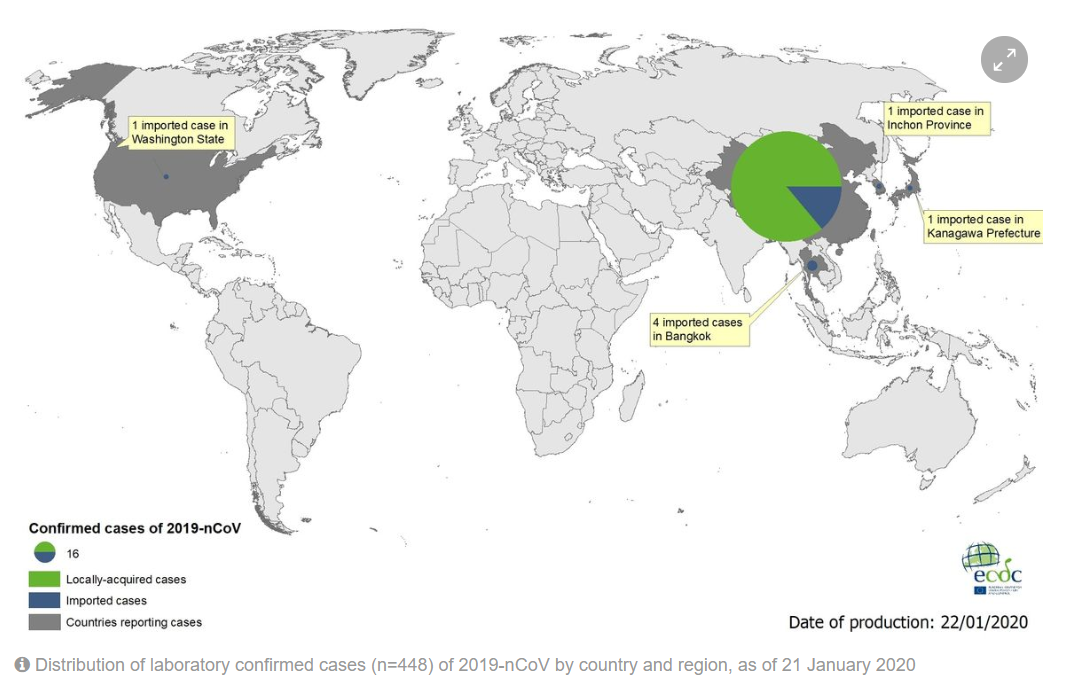 1 imported case in
Washington State
1 imported case in
Inchon Province
1 imported case in
Kanagawa Prefecture
4 imported cases
in Bangkok
Confirmed cases of 2019-nCoV
16
Locally-acquired cases
Imported cases
Countries reporting cases
ecdc
Date of production: 22/01/2020
Distribution of laboratory confirmed cases (n=448) of 2019-nCoV by country and region, as of 21 January 2020